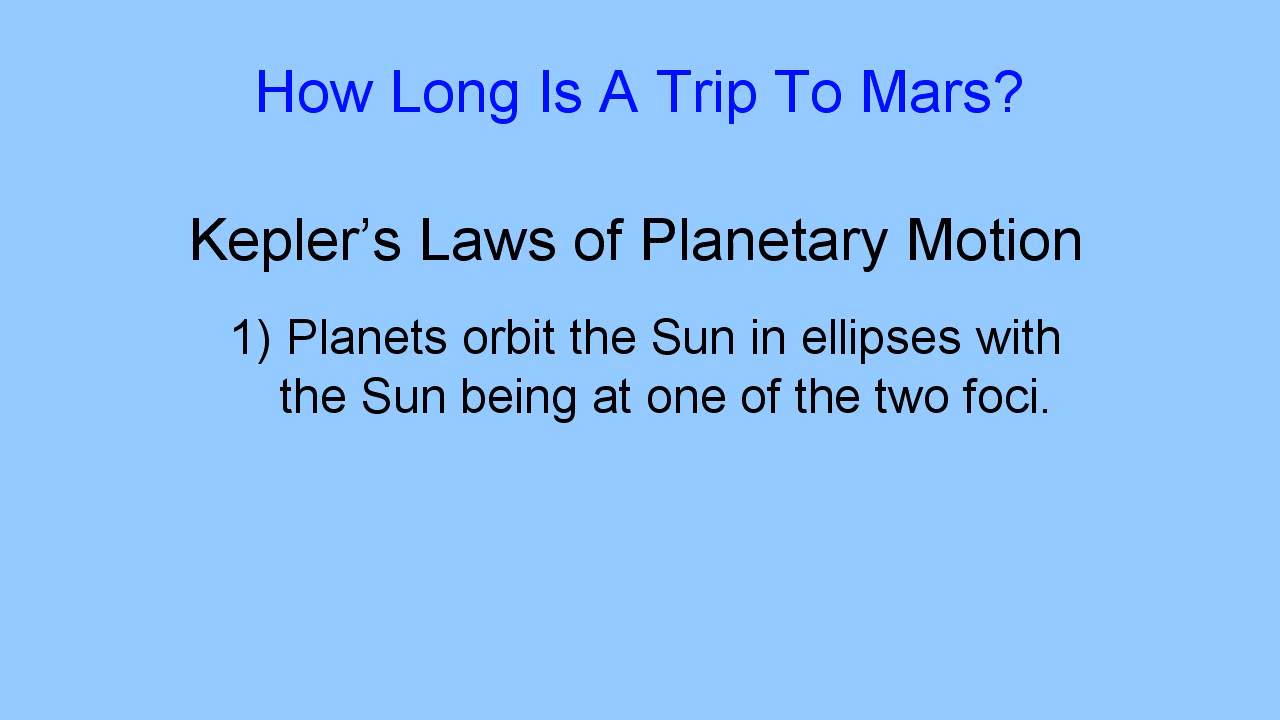 How Long Is A Trip To Mars?
Kepler’s Laws of Planetary Motion
1) Planets orbit the Sun in ellipses with
the Sun being at one of the two foci.